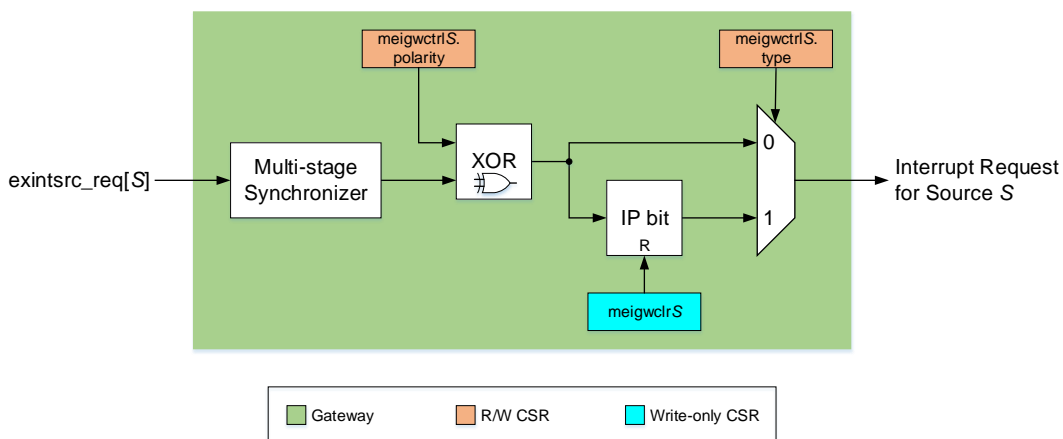 meigwctrlS.
polarity
meigwctrlS.
type
exintsrc_req[S]
Multi-stage
Synchronizer
XOR
0
IP bit
R
1
Interrupt Request
for Source S
meigwclrS
Gateway
R/W CSR
Write-only CSR